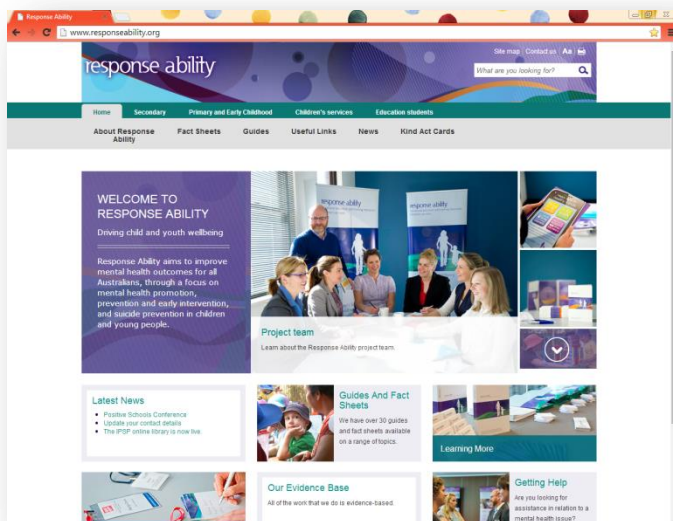 Response Ability
www.responseability.org
Site map Contact us Aa
response ability
What are you looking for?
Home Secondary Primary and Early Childhood Children's services Education students
About Response Ability Fact Sheets Guides Useful Links News Kind Act Cards
WELCOME TO
RESPONSE ABILITY
Driving child and youth wellbeing
Response Ability aims to improve
mental health outcomes for all
Australians, through a focus on
mental health promotion,
prevention and early intervention,
and suicide prevention in children
and young people.
response ability
response ability
Project team
Learn about the Response Ability project team.
Latest News
Positive Schools Conference
Update your contact details
The IPSP online library is now live.
Guides And Fact
Sheets
We have over 30 guides
and fact sheets available
on a range of topics.
Learning More
Our Evidence Base
All of the work that we do is evidence-based.
Getting Help
Are you looking for
assistance in relation to a
mental health issue?